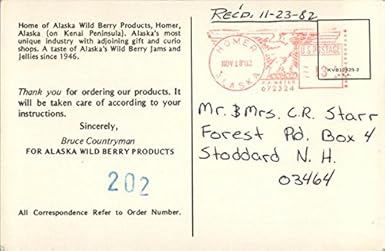 Home of Alaska Wild Berry Products, Homer,
Alaska (on Kenai Peninsula). Alaska's most
unique industry with adjoining gift and curio
shops. A taste of Alaska's Wild Berry Jams and
Jellies since 1946.
Thank you for ordering our products. It
will be taken care of according to your
instructions.
Sincerely,
Bruce Countryman
FOR ALASKA WILD BERRY PRODUCTS
202
All Correspondence Refer to Order Number.
Rec'd. 11-23-82
HOMER
NOV 18'82
ALASKA
672324
U.S. POSTAGE
Mr. & Mrs. C.R. Starr
Forest Rd. Box 4
Stoddard N.H.
03464